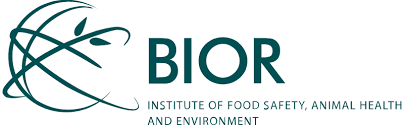 BIOR
INSTITUTE OF FOOD SAFETY, ANIMAL HEALTH
AND ENVIRONMENT